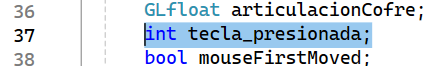 36 GLfloat articulacionCofre;
37 int tecla_presionada;
38 bool mouseFirstMoved;